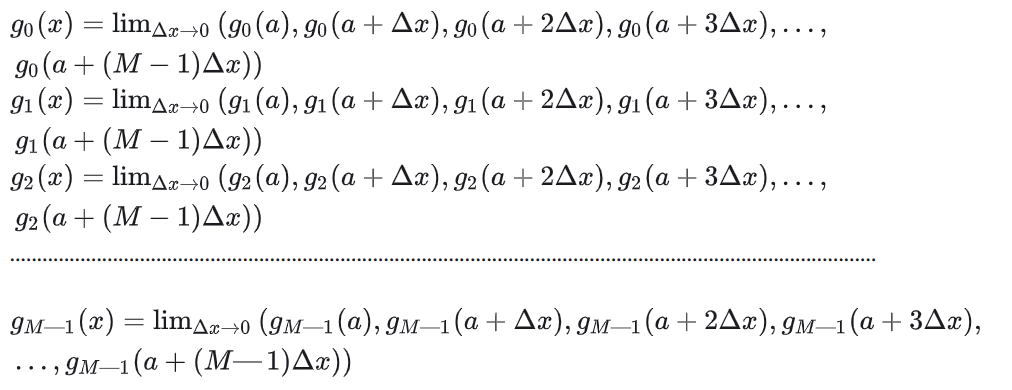 g₀(x) = lim_{Δx→0} (g₀(a), g₀(a + Δx), g₀(a + 2Δx), g₀(a + 3Δx), …,
g₀(a + (M − 1)Δx))
g₁(x) = lim_{Δx→0} (g₁(a), g₁(a + Δx), g₁(a + 2Δx), g₁(a + 3Δx), …,
g₁(a + (M − 1)Δx))
g₂(x) = lim_{Δx→0} (g₂(a), g₂(a + Δx), g₂(a + 2Δx), g₂(a + 3Δx), …,
g₂(a + (M − 1)Δx))
g_{M—1}(x) = lim_{Δx→0} (g_{M—1}(a), g_{M—1}(a + Δx), g_{M—1}(a + 2Δx), g_{M—1}(a + 3Δx),
…, g_{M—1}(a + (M—1)Δx))